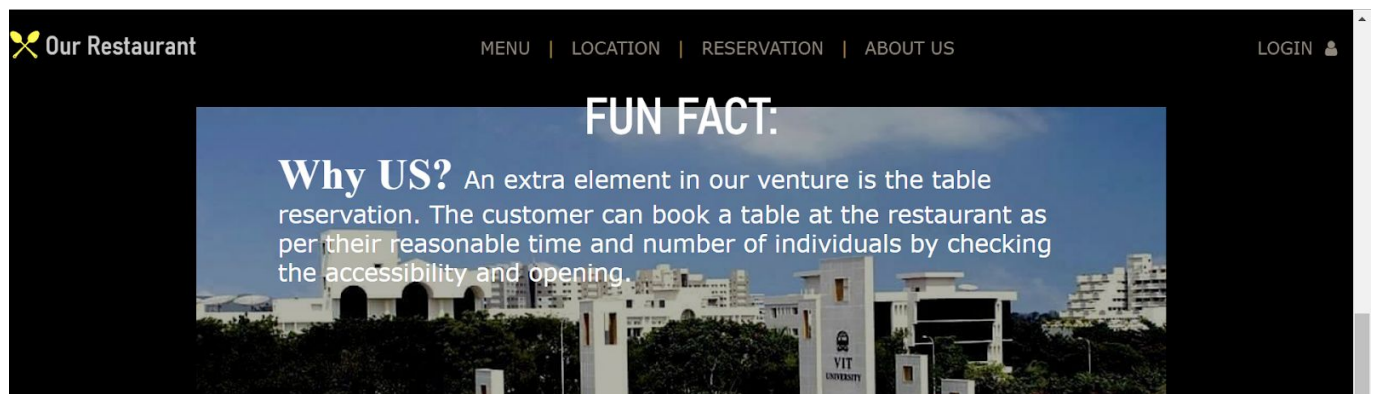 Our Restaurant MENU | LOCATION | RESERVATION | ABOUT US LOGIN
FUN FACT:
Why US? An extra element in our venture is the table
reservation. The customer can book a table at the restaurant as
per their reasonable time and number of individuals by checking
the accessibility and opening.
VIT
UNIVERSITY